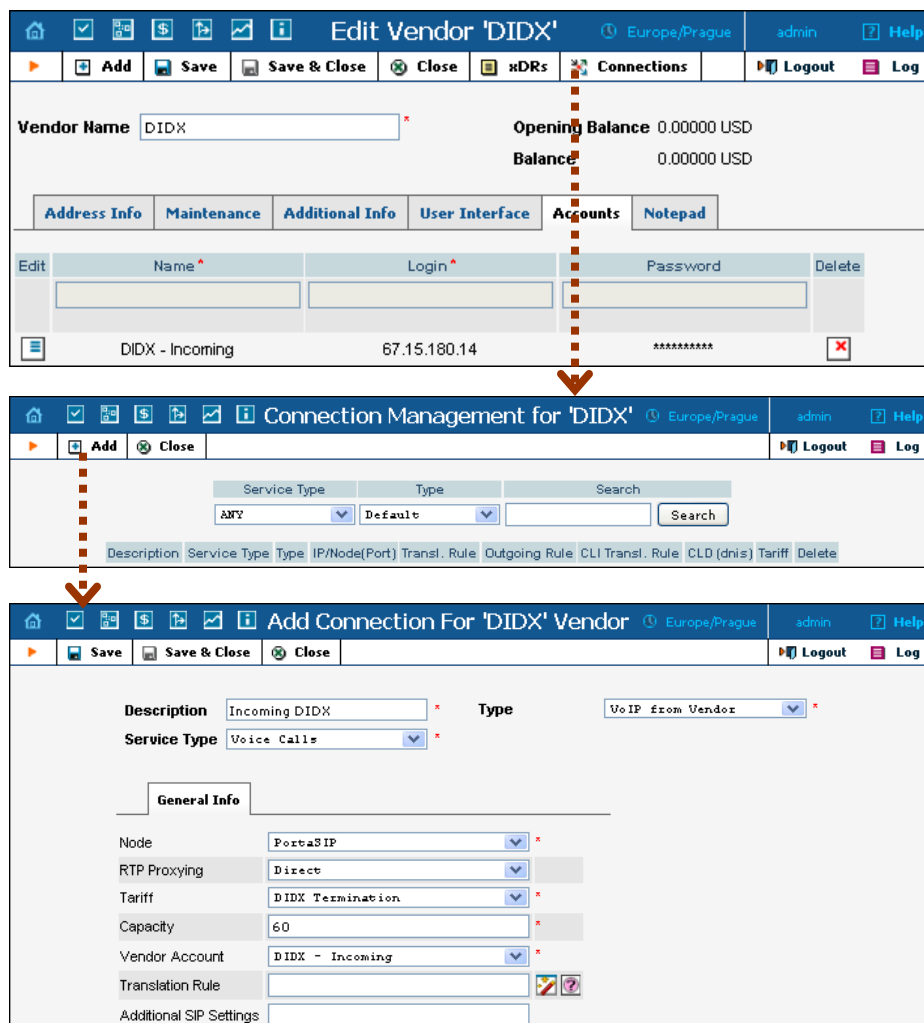 Edit Vendor 'DIDX' Europe/Prague admin ? Help
Add Save Save & Close Close xDRs Connections Logout Log
Vendor Name DIDX * Opening Balance 0.00000 USD
Balance 0.00000 USD
Address Info Maintenance Additional Info User Interface Accounts Notepad
Edit Name * Login * Password Delete
DIDX - Incoming 67.15.180.14 **********
Connection Management for 'DIDX' Europe/Prague admin ? Help
Add Close Logout Log
Service Type Type Search
ANY Default Search
Description Service Type Type IP/Node(Port) Transl. Rule Outgoing Rule CLI Transl. Rule CLD (dnis) Tariff Delete
Add Connection For 'DIDX' Vendor Europe/Prague admin ? Help
Save Save & Close Close Logout Log
Description Incoming DIDX * Type VoIP from Vendor *
Service Type Voice Calls *
General Info
Node PortaSIP *
RTP Proxying Direct
Tariff DIDX Termination *
Capacity 60 *
Vendor Account DIDX - Incoming *
Translation Rule ?
Additional SIP Settings